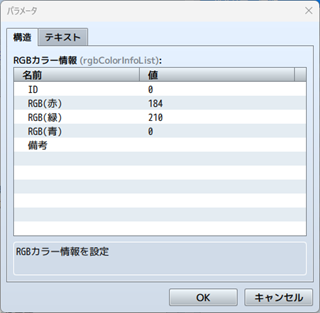 パラメータ
構造 テキスト
RGBカラー情報 (rgbColorInfoList):
名前 値
ID 0
RGB(赤) 184
RGB(緑) 210
RGB(青) 0
備考
RGBカラー情報を設定
OK キャンセル